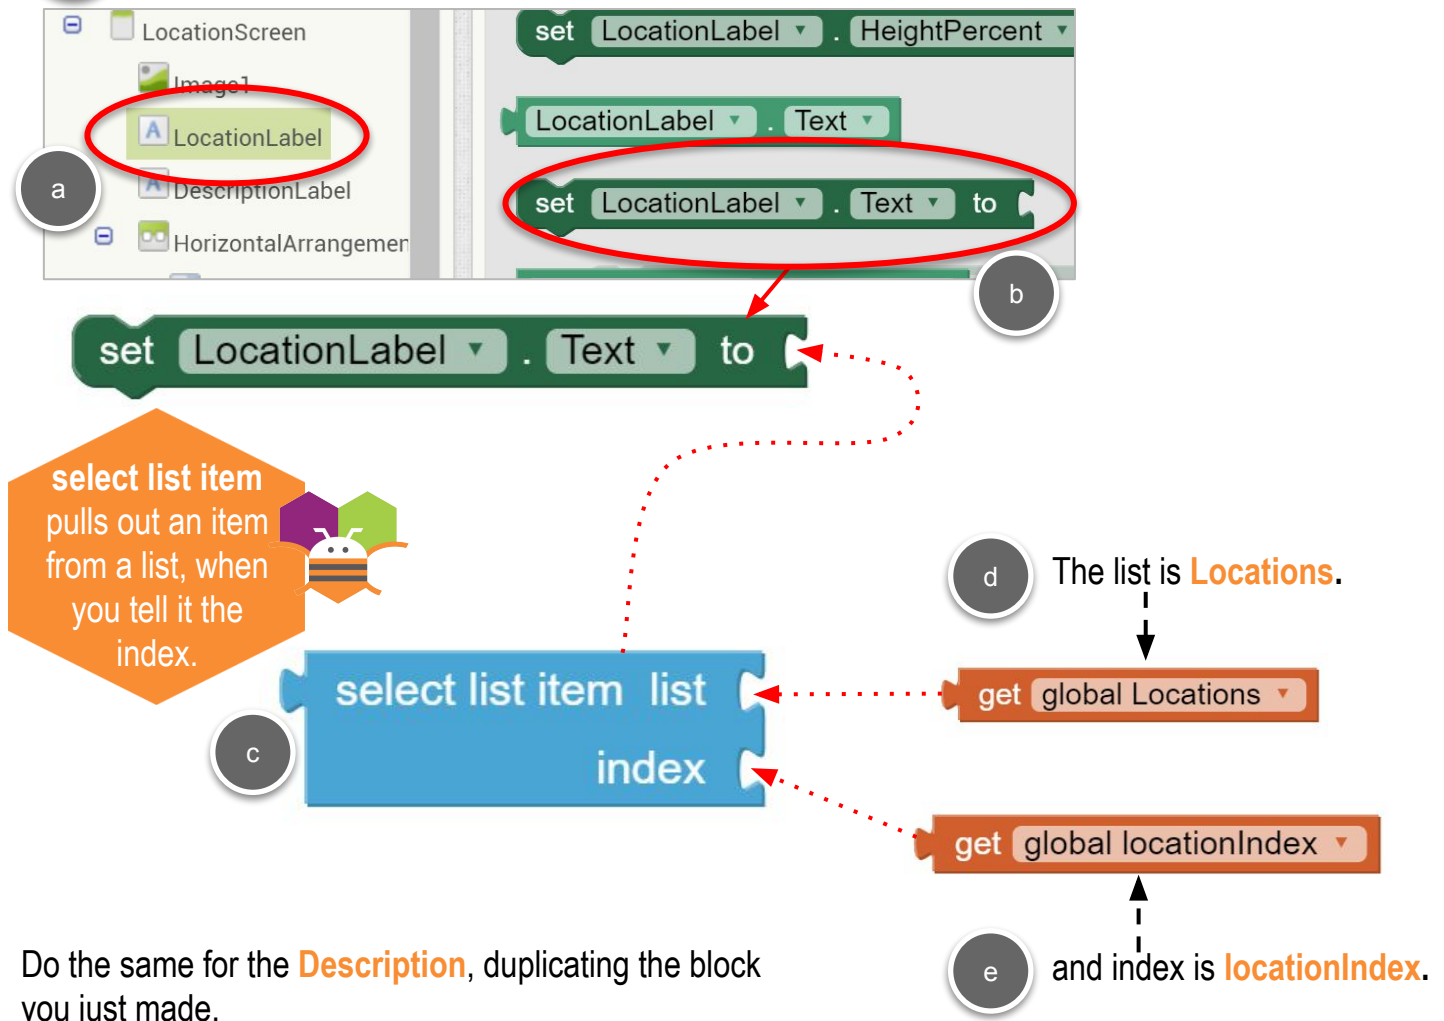 LocationScreen
Image1
LocationLabel
DescriptionLabel
HorizontalArrangemen
a
set LocationLabel . HeightPercent
LocationLabel . Text
set LocationLabel . Text to
b
set LocationLabel . Text to
select list item
pulls out an item
from a list, when
you tell it the
index.
c
select list item list
index
d
The list is Locations.
get global Locations
get global locationIndex
e
and index is locationIndex.
Do the same for the Description, duplicating the block
you just made.